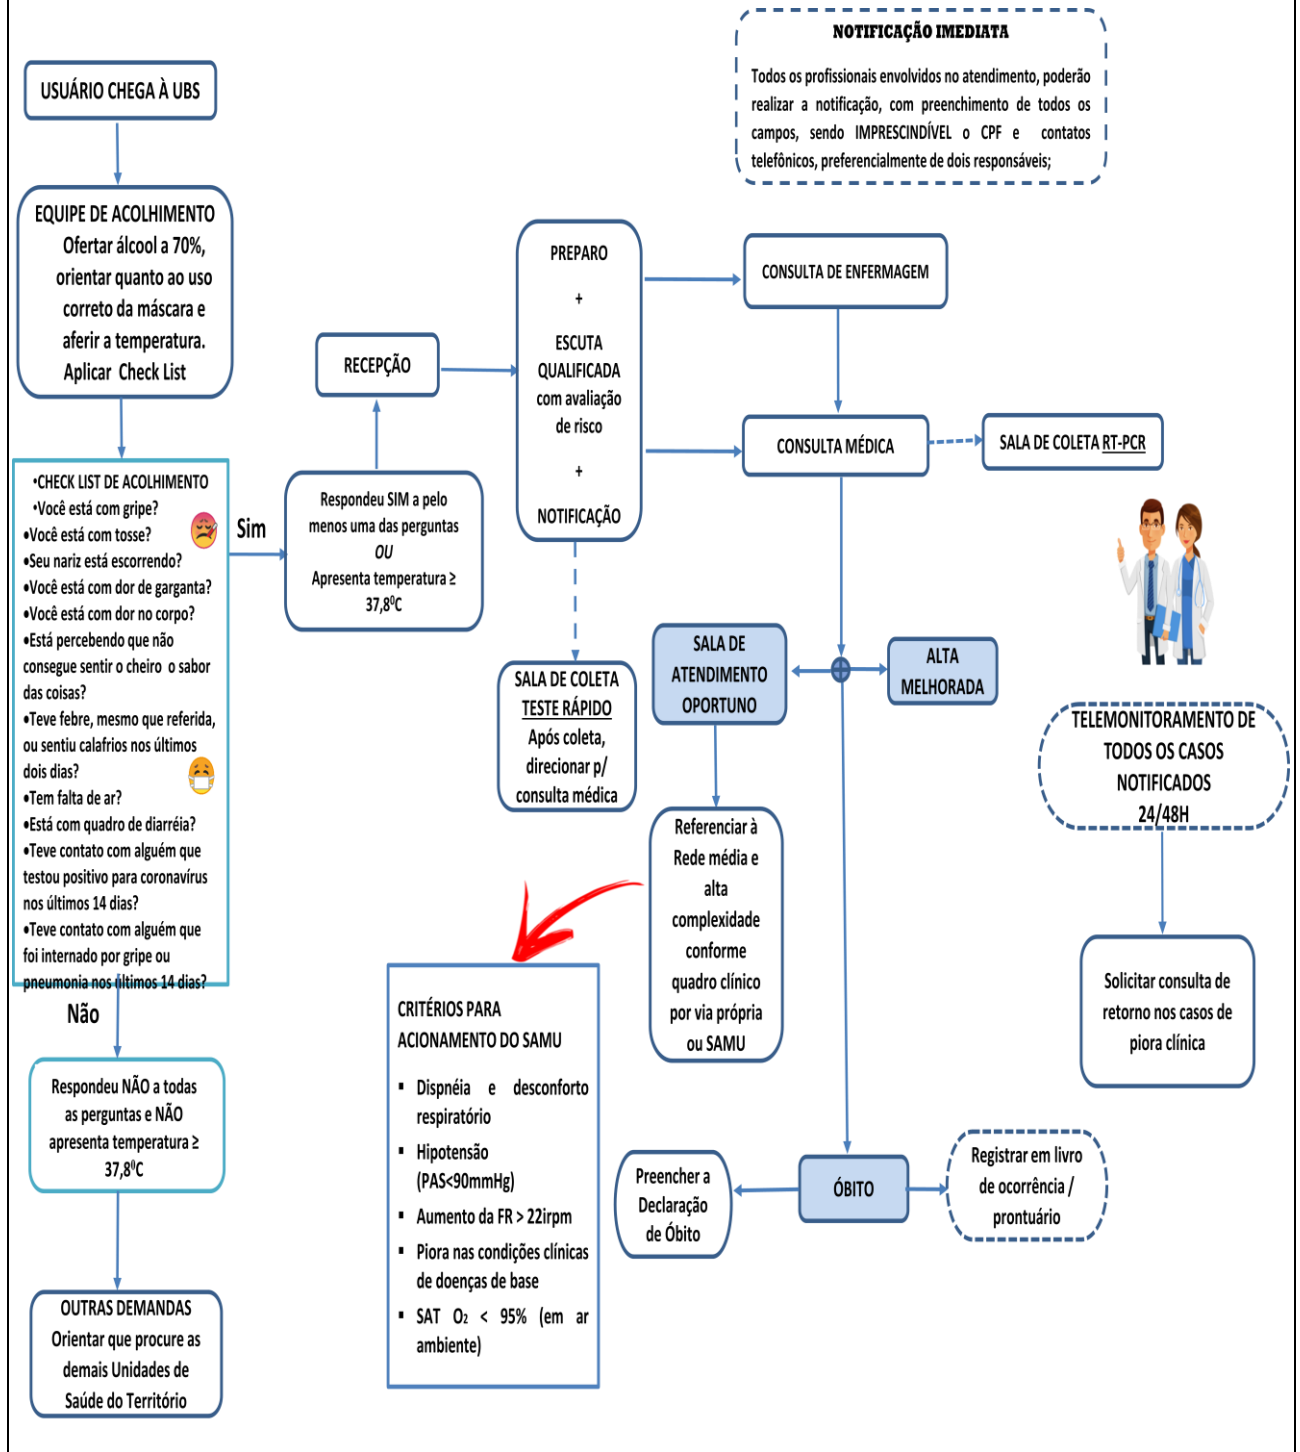 NOTIFICAÇÃO IMEDIATA
Todos os profissionais envolvidos no atendimento, poderão
realizar a notificação, com preenchimento de todos os
campos, sendo IMPRESCINDÍVEL o CPF e contatos
telefônicos, preferencialmente de dois responsáveis;
USUÁRIO CHEGA À UBS
EQUIPE DE ACOLHIMENTO
Ofertar álcool a 70%,
orientar quanto ao uso
correto da máscara e
aferir a temperatura.
Aplicar Check List
•CHECK LIST DE ACOLHIMENTO
•Você está com gripe?
•Você está com tosse?
•Seu nariz está escorrendo?
•Você está com dor de garganta?
•Você está com dor no corpo?
•Está percebendo que não
consegue sentir o cheiro o sabor
das coisas?
•Teve febre, mesmo que referida,
ou sentiu calafrios nos últimos
dois dias?
•Tem falta de ar?
•Está com quadro de diarréia?
•Teve contato com alguém que
testou positivo para coronavírus
nos últimos 14 dias?
•Teve contato com alguém que
foi internado por gripe ou
pneumonia nos últimos 14 dias?
Sim
Não
Respondeu SIM a pelo
menos uma das perguntas
OU
Apresenta temperatura ≥
37,8⁰C
RECEPÇÃO
PREPARO
+
ESCUTA
QUALIFICADA
com avaliação
de risco
+
NOTIFICAÇÃO
CONSULTA DE ENFERMAGEM
CONSULTA MÉDICA
SALA DE COLETA RT-PCR
SALA DE COLETA
TESTE RÁPIDO
Após coleta,
direcionar p/
consulta médica
SALA DE
ATENDIMENTO
OPORTUNO
ALTA
MELHORADA
TELEMONITORAMENTO DE
TODOS OS CASOS
NOTIFICADOS
24/48H
Referenciar à
Rede média e
alta
complexidade
conforme
quadro clínico
por via própria
ou SAMU
Solicitar consulta de
retorno nos casos de
piora clínica
CRITÉRIOS PARA
ACIONAMENTO DO SAMU
▪ Dispnéia e desconforto
respiratório
▪ Hipotensão
(PAS<90mmHg)
▪ Aumento da FR > 22irpm
▪ Piora nas condições clínicas
de doenças de base
▪ SAT O₂ < 95% (em ar
ambiente)
Respondeu NÃO a todas
as perguntas e NÃO
apresenta temperatura ≥
37,8⁰C
OUTRAS DEMANDAS
Orientar que procure as
demais Unidades de
Saúde do Território
Preencher a
Declaração
de Óbito
ÓBITO
Registrar em livro
de ocorrência /
prontuário